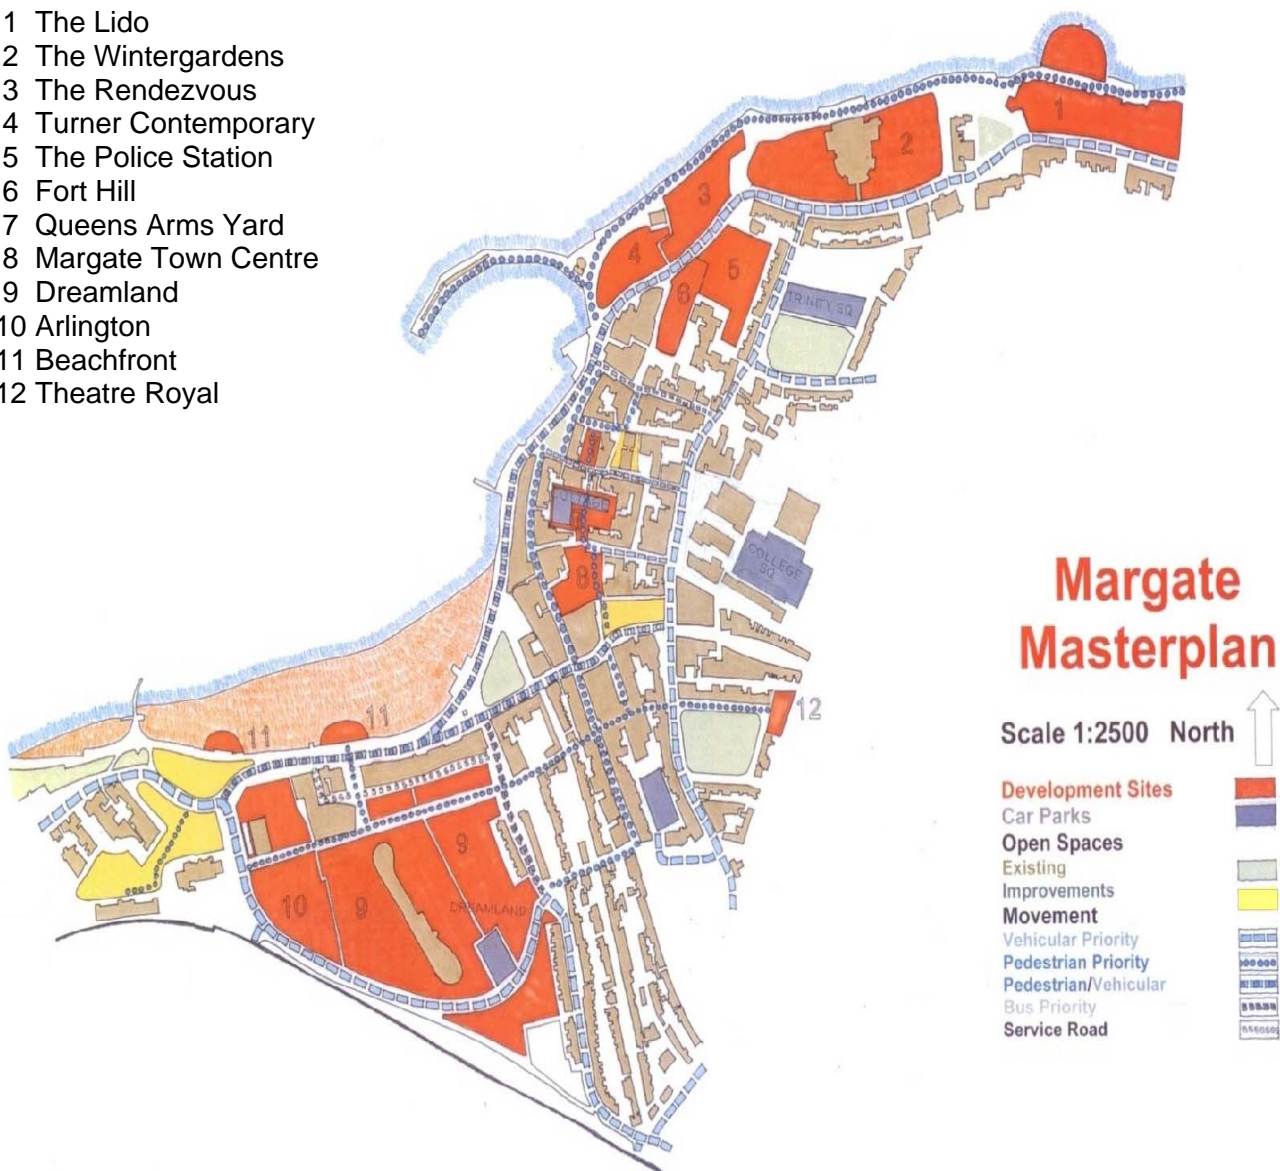 1 The Lido
2 The Wintergardens
3 The Rendezvous
4 Turner Contemporary
5 The Police Station
6 Fort Hill
7 Queens Arms Yard
8 Margate Town Centre
9 Dreamland
10 Arlington
11 Beachfront
12 Theatre Royal
1
2
3
4
5
6
TRINITY SQ
COLLEGE
SQ
8
12
11
11
9
10
9
DREAMLAND
Margate
Masterplan
Scale 1:2500 North
Development Sites
Car Parks
Open Spaces
Existing
Improvements
Movement
Vehicular Priority
Pedestrian Priority
Pedestrian/Vehicular
Bus Priority
Service Road